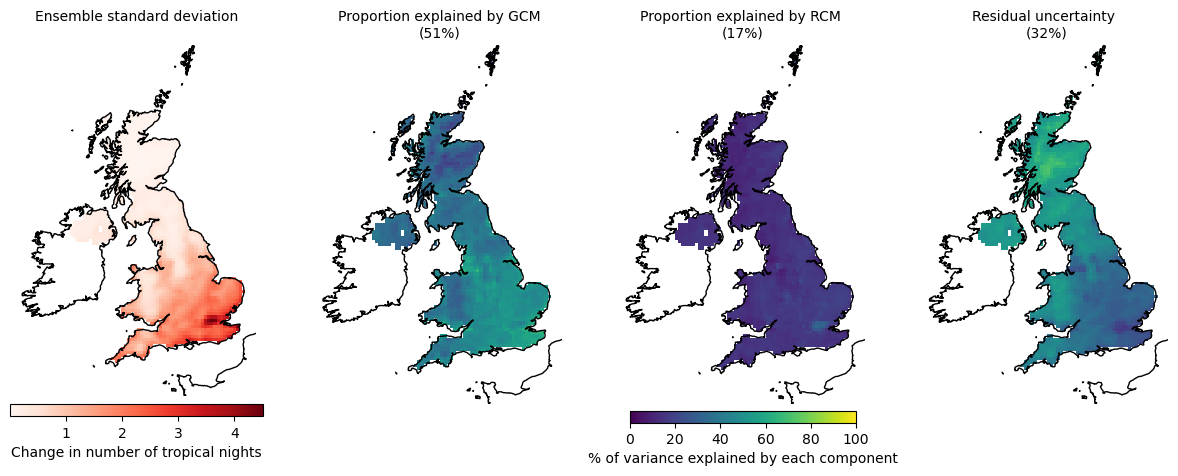 Ensemble standard deviation
Proportion explained by GCM
(51%)
Proportion explained by RCM
(17%)
Residual uncertainty
(32%)
1 2 3 4
Change in number of tropical nights
0 20 40 60 80 100
% of variance explained by each component